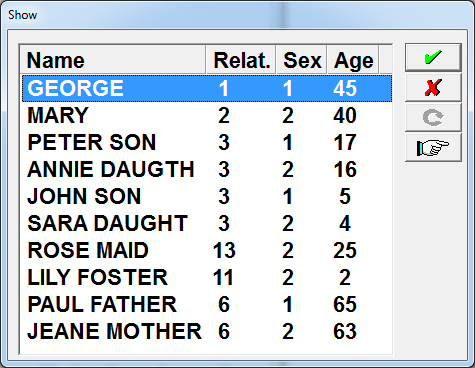 Show
Name Relat. Sex Age
GEORGE 1 1 45
MARY 2 2 40
PETER SON 3 1 17
ANNIE DAUGTH 3 2 16
JOHN SON 3 1 5
SARA DAUGHT 3 2 4
ROSE MAID 13 2 25
LILY FOSTER 11 2 2
PAUL FATHER 6 1 65
JEANE MOTHER 6 2 63